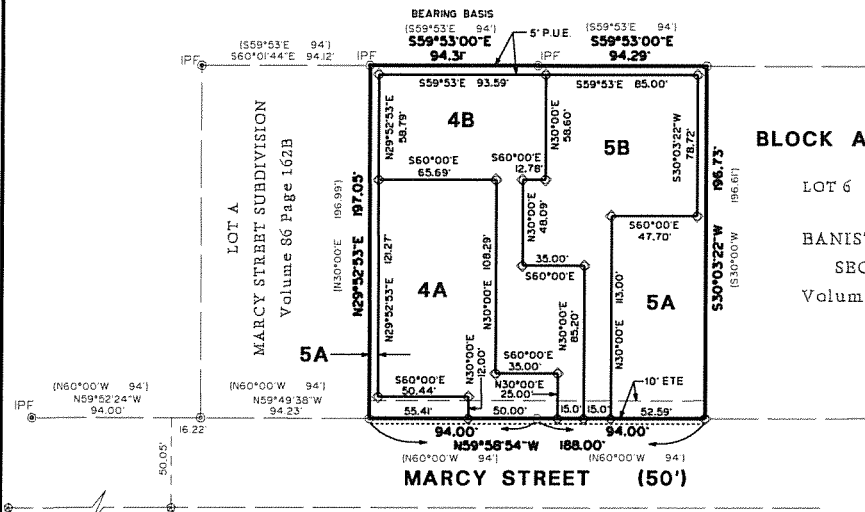 BEARING BASIS
(S59°53'E 94')
S60°01'44"E 94.12'
(S59°53'E 94')
S59°53'00"E
94.31'
5' P.U.E.
(S59°53'E 94')
S59°53'00"E
94.29'
IPF
IPF
IPF
S59°53'E 93.59'
S59°53'E 85.00'
N29°52'53"E
58.79'
4B
N30°00'E
58.60'
5B
S30°03'22"W
78.72'
BLOCK A
LOT 6
BANIST
SEC
Volum
S60°00'E
65.69'
S60°00'E
12.78'
N30°00'E
48.09'
S60°00'E
47.70'
LOT A
MARCY STREET SUBDIVISION
Volume 86 Page 162B
(N30°00'E 196.99')
N29°52'53"E 197.05'
N29°52'53"E 121.27'
4A
N30°00'E 108.29'
35.00'
S60°00'E
N30°00'E
85.20'
N30°00'E 113.00'
5A
S30°03'22"W 196.73'
(S30°00'W 196.61')
5A
S60°00'E
50.44'
N30°00'E
12.00'
S60°00'E
35.00'
N30°00'E
25.00'
10' ETE
IPF
(N60°00'W 94')
N59°52'24"W
94.00'
(N60°00'W 94')
N59°49'38"W
94.23'
55.41'
50.00'
15.0'
15.0'
52.59'
16.22'
50.05'
94.00'
94.00'
N59°58'54"W 188.00'
(N60°00'W 94')
(N60°00'W 94')
MARCY STREET (50')